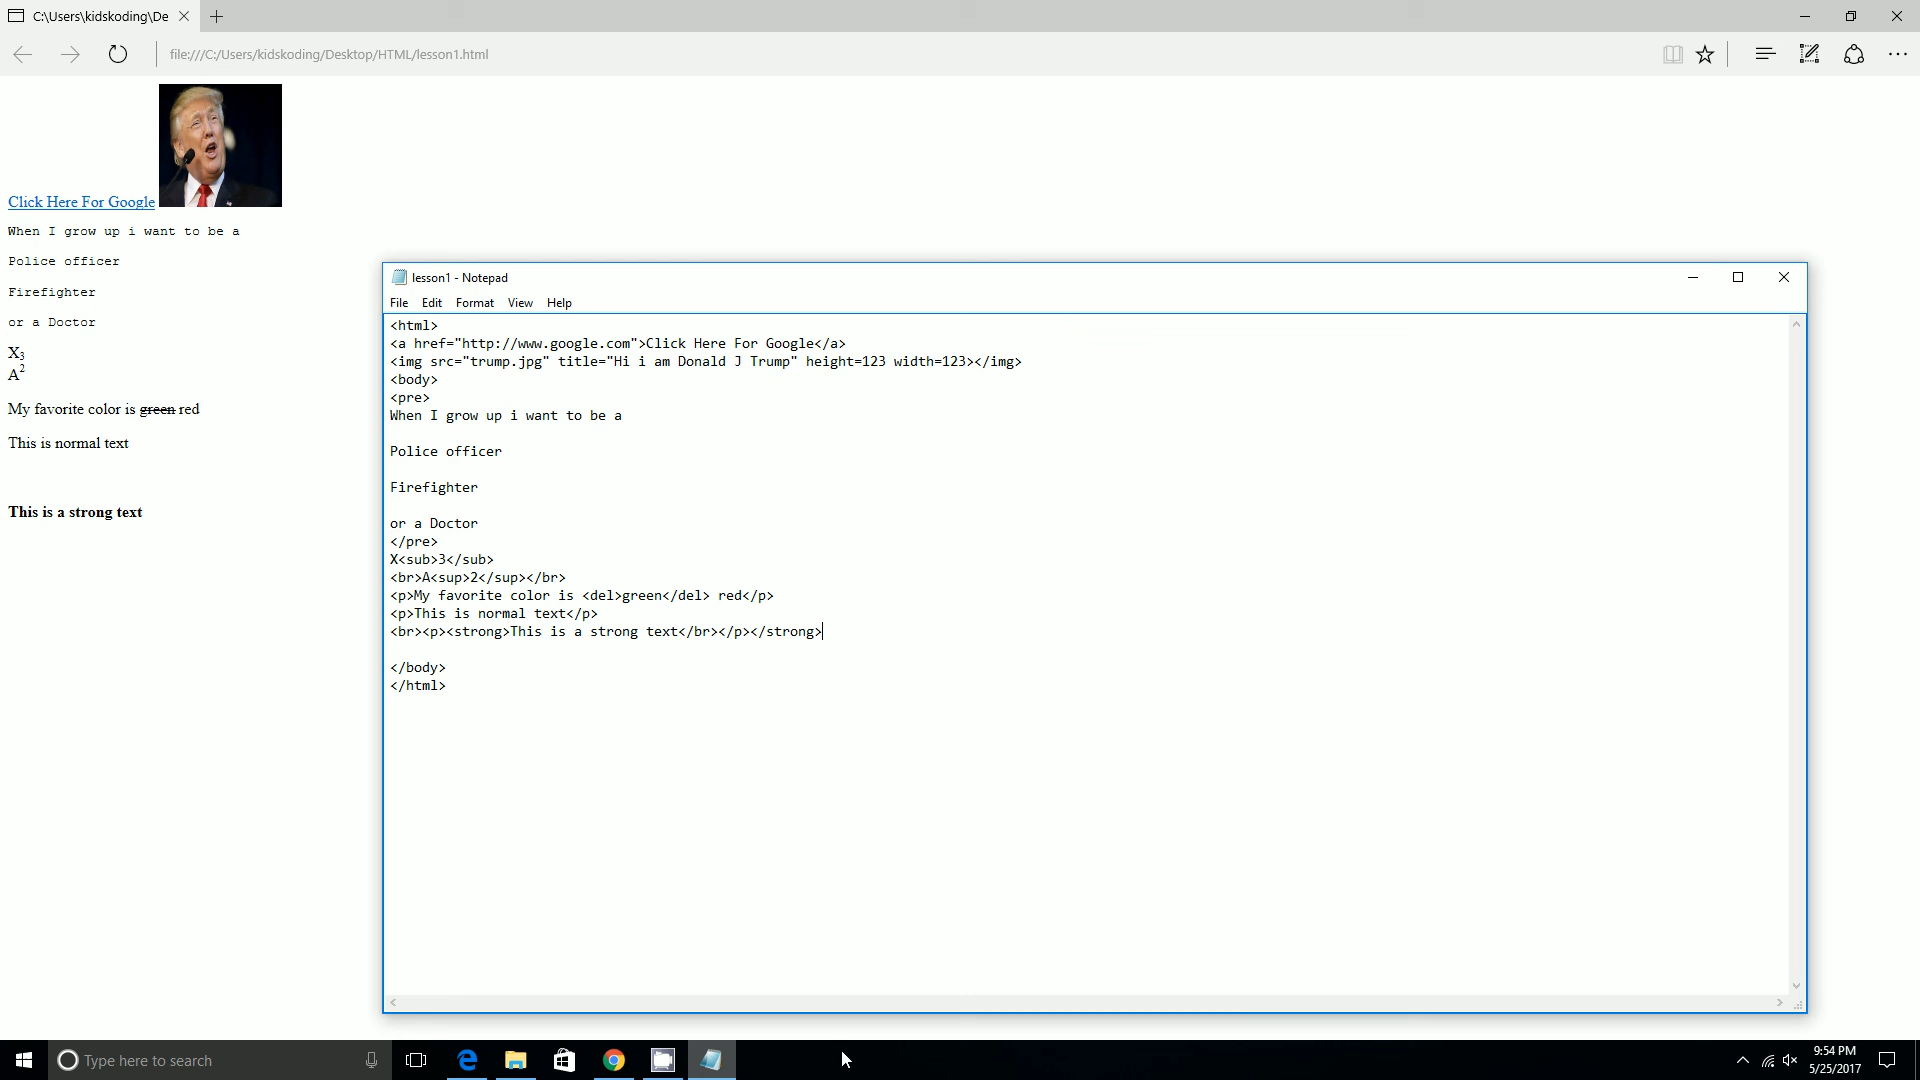 C:\Users\kidskoding\De
file:///C:/Users/kidskoding/Desktop/HTML/lesson1.html
Click Here For Google
When I grow up i want to be a
Police officer
Firefighter
or a Doctor
X3
A2
My favorite color is green red
This is normal text
This is a strong text
lesson1 - Notepad
File Edit Format View Help
<html>
<a href="http://www.google.com">Click Here For Google</a>
<img src="trump.jpg" title="Hi i am Donald J Trump" height=123 width=123></img>
<body>
<pre>
When I grow up i want to be a
Police officer
Firefighter
or a Doctor
</pre>
X<sub>3</sub>
<br>A<sup>2</sup></br>
<p>My favorite color is <del>green</del> red</p>
<p>This is normal text</p>
<br><p><strong>This is a strong text</br></p></strong>
</body>
</html>
Type here to search
9:54 PM
5/25/2017